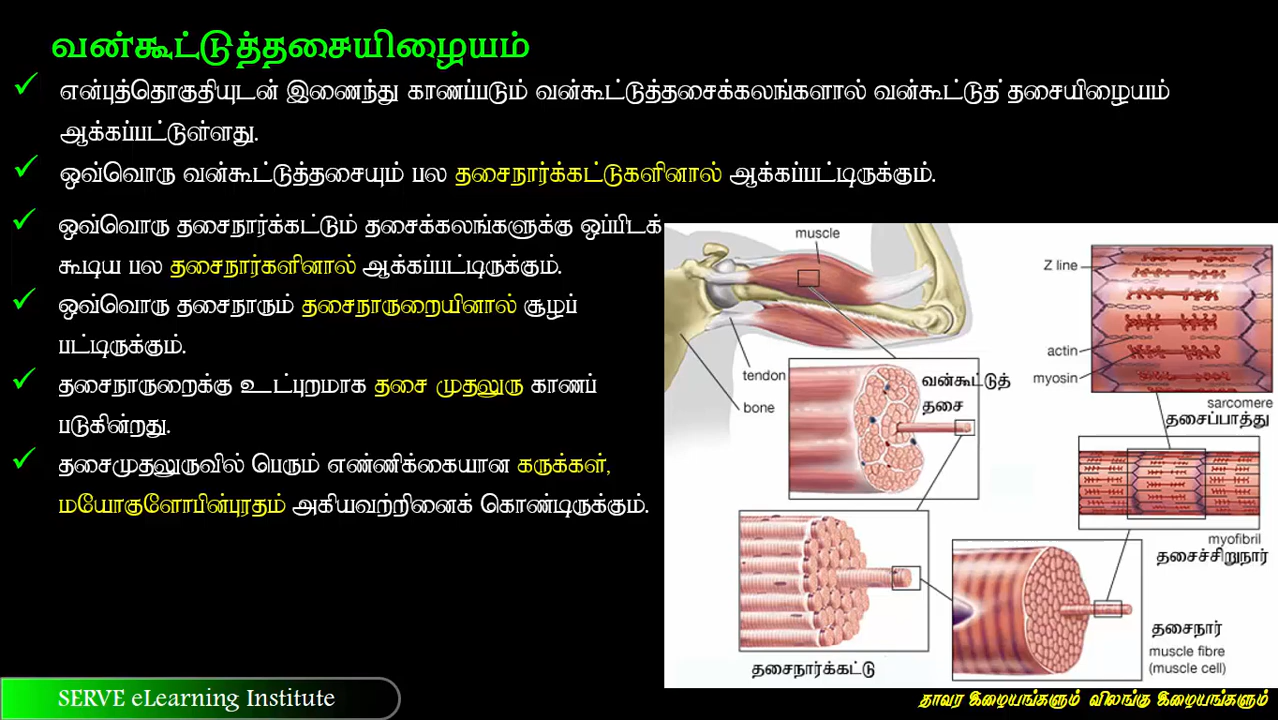 வன்கூட்டுத்தசையிழையம்
✓ என்புத்தொகுதியுடன் இணைந்து காணப்படும் வன்கூட்டுத்தசைக்கலங்களால் வன்கூட்டுத் தசையிழையம்
ஆக்கப்பட்டுள்ளது.
✓ ஒவ்வொரு வன்கூட்டுத்தசையும் பல தசைநார்க்கட்டுகளினால் ஆக்கப்பட்டிருக்கும்.
✓ ஒவ்வொரு தசைநார்க்கட்டும் தசைக்கலங்களுக்கு ஒப்பிடக்
கூடிய பல தசைநார்களினால் ஆக்கப்பட்டிருக்கும்.
✓ ஒவ்வொரு தசைநாரும் தசைநாருறையினால் சூழப்
பட்டிருக்கும்.
✓ தசைநாருறைக்கு உட்புறமாக தசை முதலுரு காணப்
படுகின்றது.
✓ தசைமுதலுருவில் பெரும் எண்ணிக்கையான கருக்கள்,
மயோகுளோபின்புரதம் அகியவற்றினைக் கொண்டிருக்கும்.
muscle
Z line
actin
myosin
tendon
bone
வன்கூட்டுத்
தசை
sarcomere
தசைப்பாத்து
myofibril
தசைச்சிறுநார்
தசைநார்
muscle fibre
(muscle cell)
தசைநார்க்கட்டு
SERVE eLearning Institute
தாவர இழையங்களும் விலங்கு இழையங்களும்